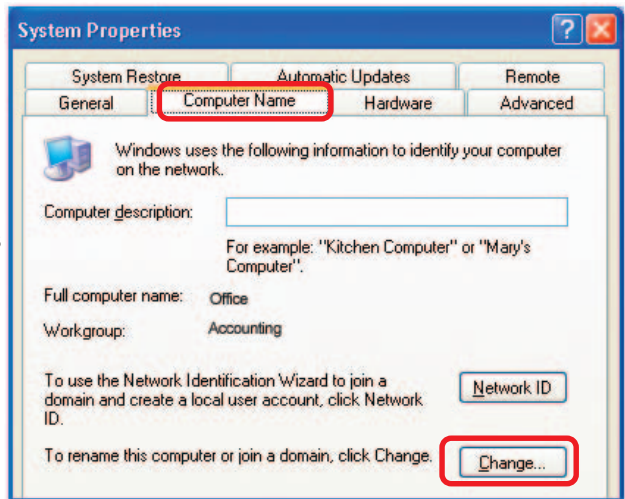 System Properties
?
System Restore Automatic Updates Remote
General Computer Name Hardware Advanced
Windows uses the following information to identify your computer
on the network.
Computer description:
For example: "Kitchen Computer" or "Mary's
Computer".
Full computer name: Office
Workgroup: Accounting
To use the Network Identification Wizard to join a
domain and create a local user account, click Network
ID.
Network ID
To rename this computer or join a domain, click Change.
Change...